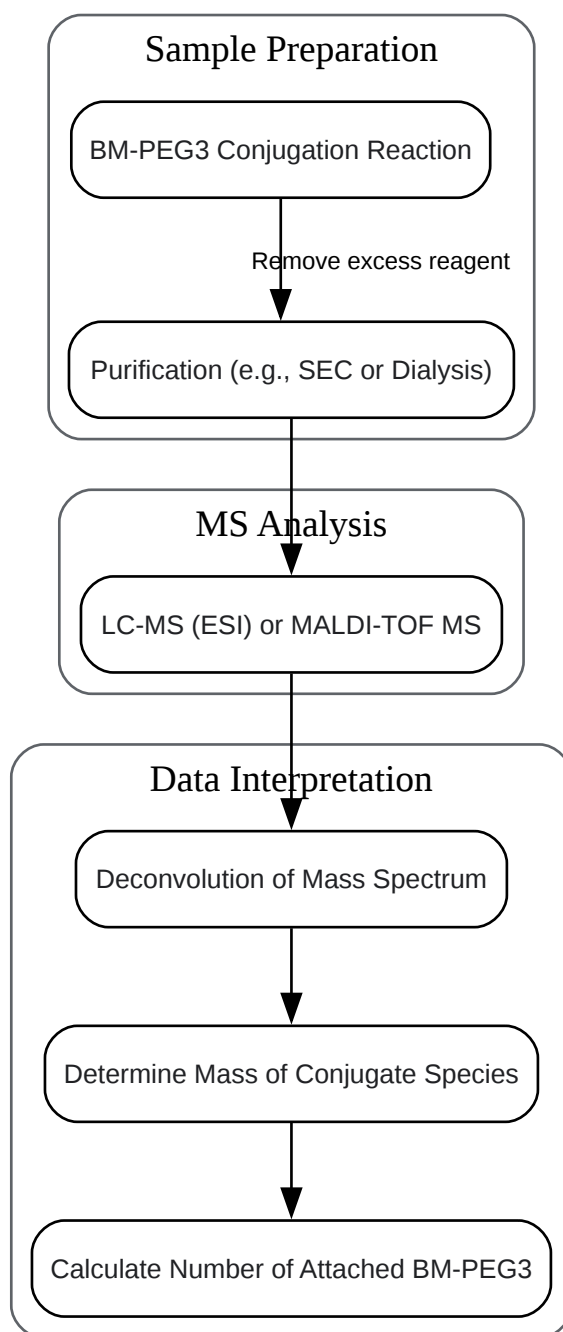 Sample Preparation
BM-PEG3 Conjugation Reaction
Remove excess reagent
Purification (e.g., SEC or Dialysis)
MS Analysis
LC-MS (ESI) or MALDI-TOF MS
Data Interpretation
Deconvolution of Mass Spectrum
Determine Mass of Conjugate Species
Calculate Number of Attached BM-PEG3